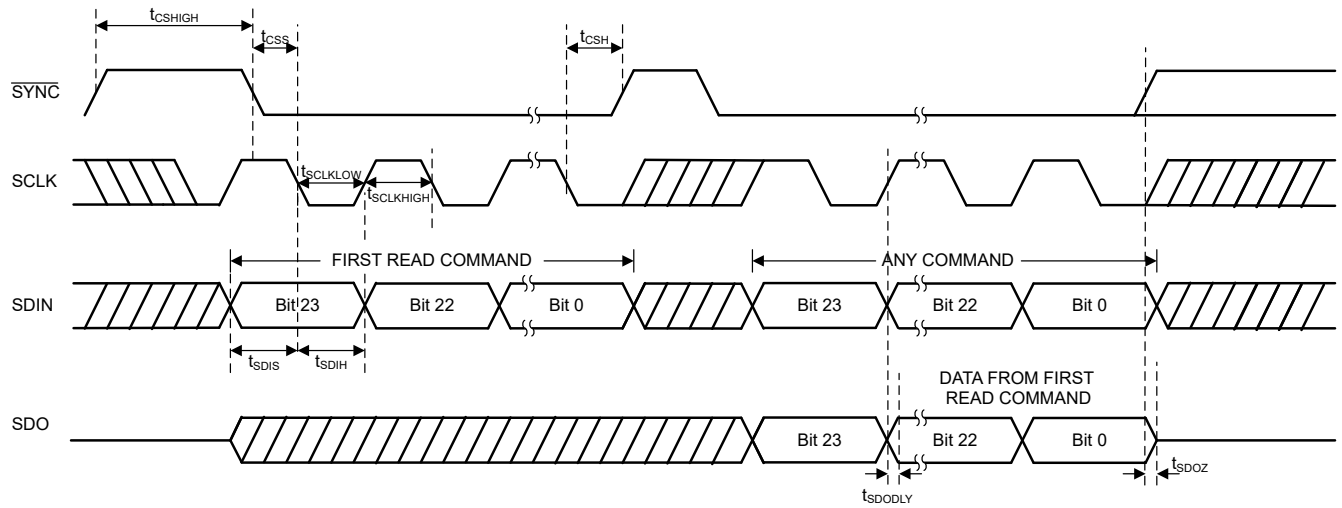 tCSHIGH
tCSS
tCSH
SYNC
SCLK
tSCLKLOW
tSCLKHIGH
FIRST READ COMMAND
ANY COMMAND
SDIN
Bit 23
Bit 22
Bit 0
Bit 23
Bit 22
Bit 0
tSDIS
tSDIH
DATA FROM FIRST
READ COMMAND
SDO
Bit 23
Bit 22
Bit 0
tSDODLY
tSDOZ